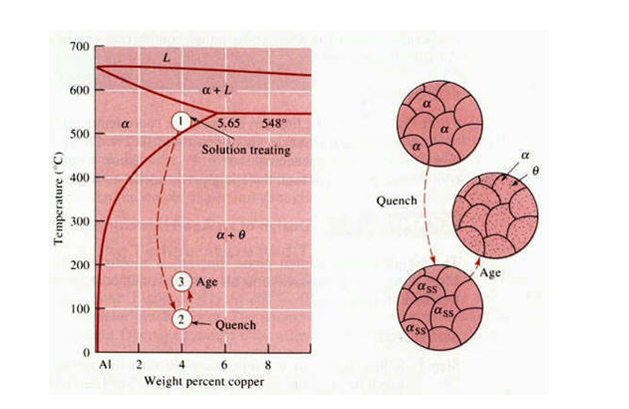 700
600
500
400
300
200
100
0
Temperature (°C)
L
α + L
α
1
5.65
548°
Solution treating
α + θ
3
Age
2
Quench
Al
2
4
6
8
Weight percent copper
α
α
α
Quench
α
θ
Age
αSS
αSS
αSS